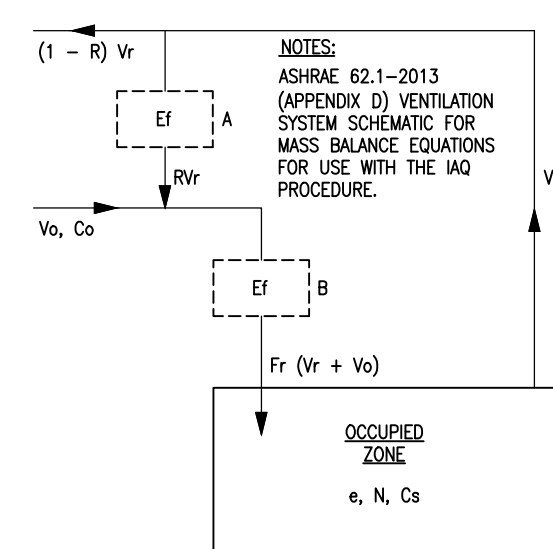 (1 - R) Vr
NOTES:
ASHRAE 62.1-2013
(APPENDIX D) VENTILATION
SYSTEM SCHEMATIC FOR
MASS BALANCE EQUATIONS
FOR USE WITH THE IAQ
PROCEDURE.
Ef
A
RVr
V
Vo, Co
Ef
B
Fr (Vr + Vo)
OCCUPIED
ZONE
e, N, Cs